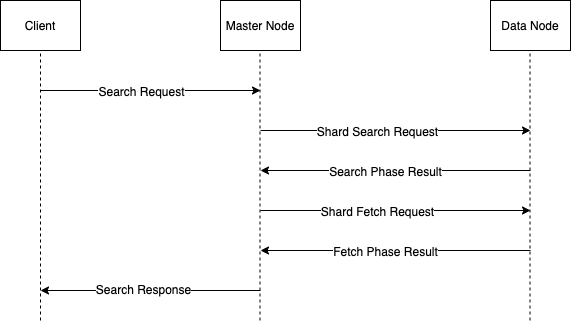 Client
Master Node
Data Node
Search Request
Shard Search Request
Search Phase Result
Shard Fetch Request
Fetch Phase Result
Search Response